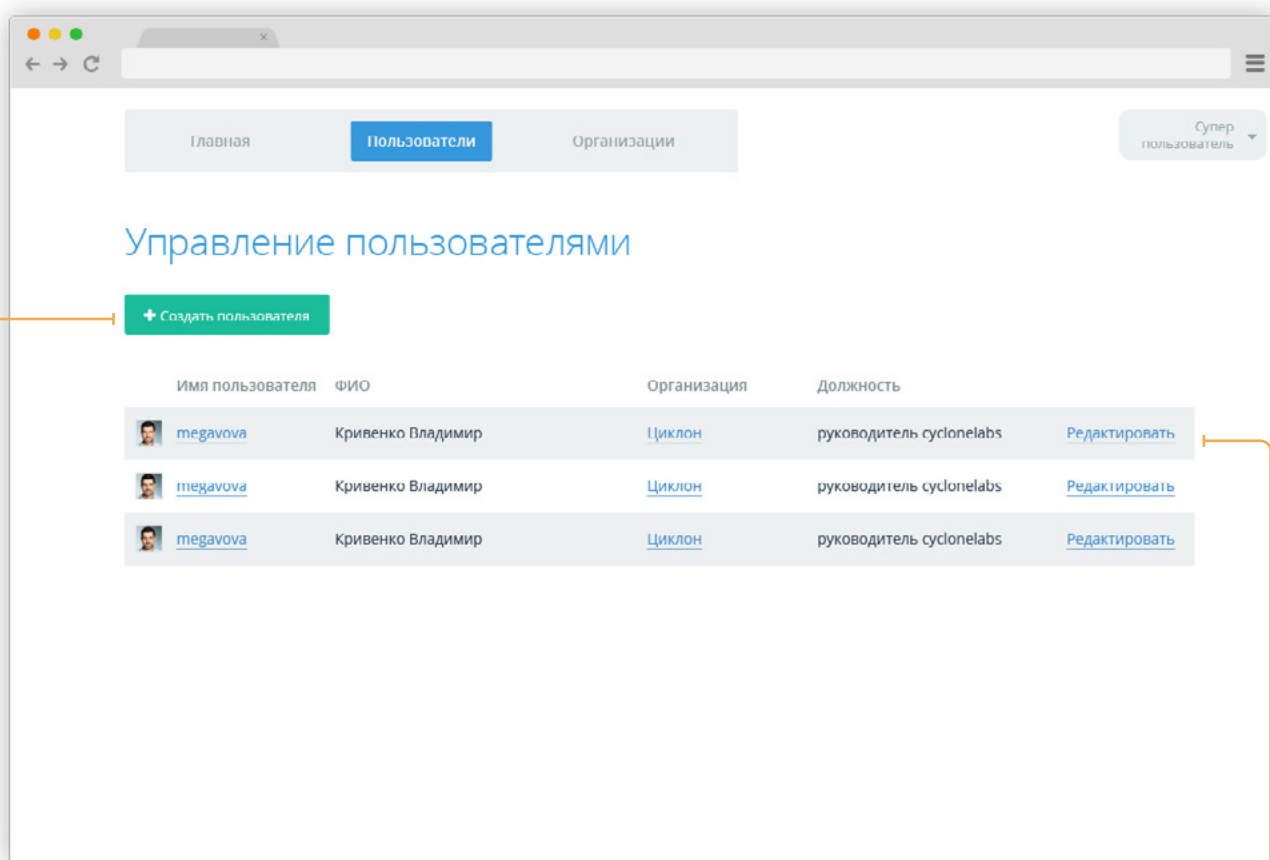 Главная Пользователи Организации
Супер
пользователь
Управление пользователями
Создать пользователя
Имя пользователя ФИО Организация Должность
megavova Кривенко Владимир Циклон руководитель cyclonelabs Редактировать
megavova Кривенко Владимир Циклон руководитель cyclonelabs Редактировать
megavova Кривенко Владимир Циклон руководитель cyclonelabs Редактировать